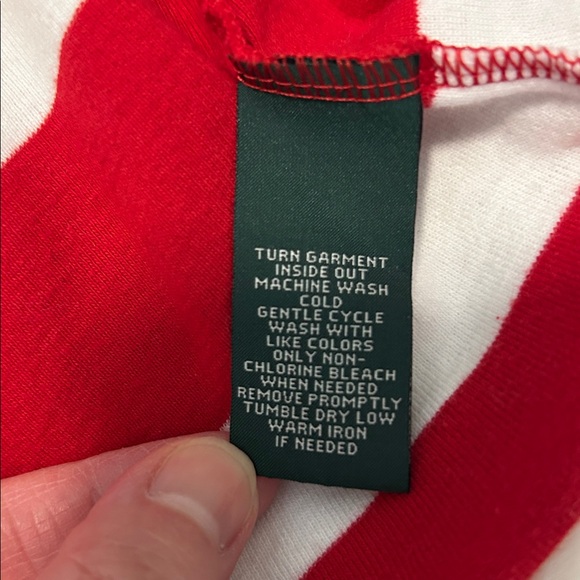 TURN GARMENT
INSIDE OUT
MACHINE WASH
COLD
GENTLE CYCLE
WASH WITH
LIKE COLORS
ONLY NON-
CHLORINE BLEACH
WHEN NEEDED
REMOVE PROMPTLY
TUMBLE DRY LOW
WARM IRON
IF NEEDED